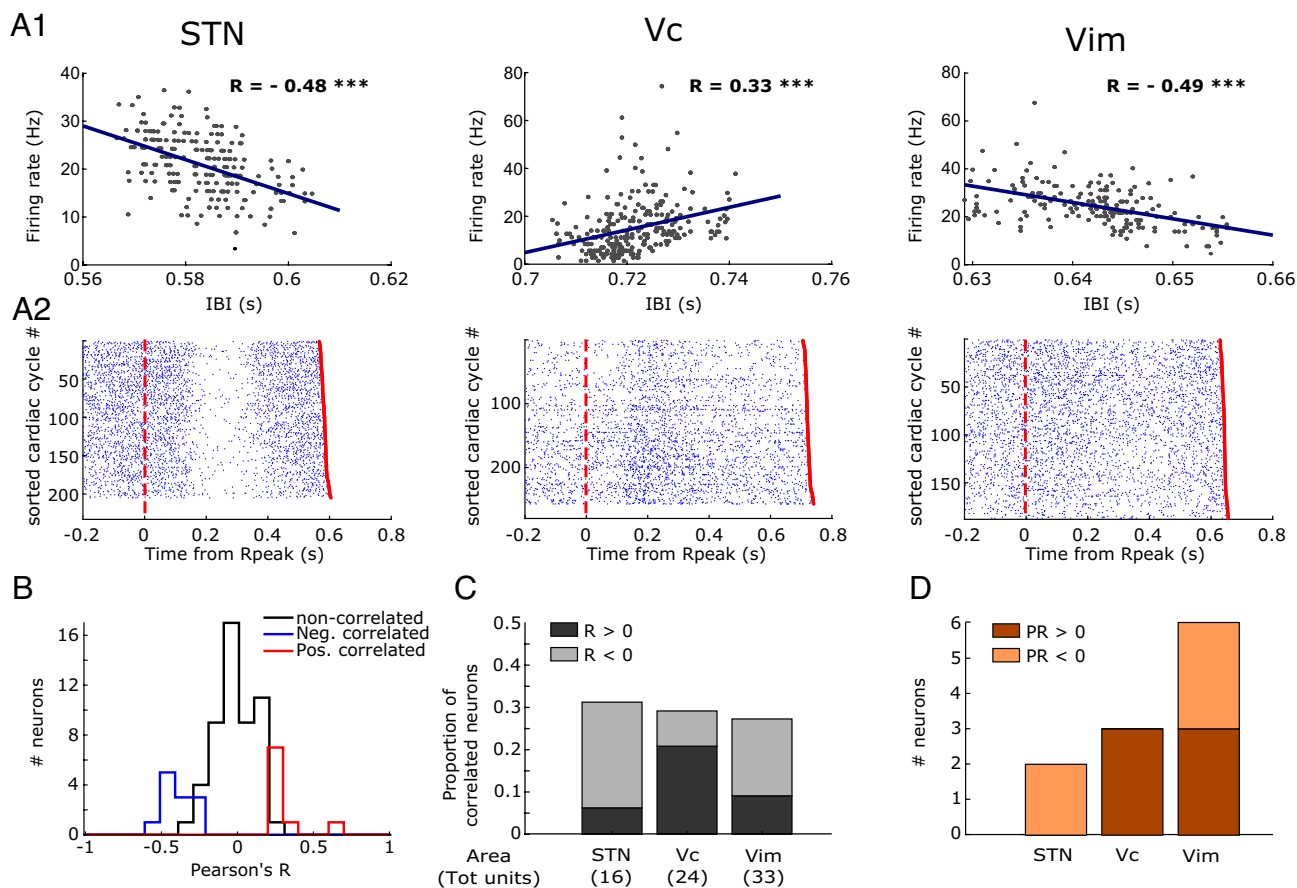 A1
STN
Vc
Vim
R = - 0.48 ***
R = 0.33 ***
R = - 0.49 ***
Firing rate (Hz)
40
30
20
10
0
0.56
0.58
0.6
0.62
IBI (s)
Firing rate (Hz)
80
60
40
20
0
0.7
0.72
0.74
0.76
IBI (s)
Firing rate (Hz)
80
60
40
20
0
0.63
0.64
0.65
0.66
IBI (s)
A2
sorted cardiac cycle #
50
100
150
200
-0.2
0
0.2
0.4
0.6
0.8
Time from Rpeak (s)
sorted cardiac cycle #
100
200
-0.2
0
0.2
0.4
0.6
0.8
Time from Rpeak (s)
sorted cardiac cycle #
50
100
150
-0.2
0
0.2
0.4
0.6
0.8
Time from Rpeak (s)
B
# neurons
16
12
8
4
0
-1
-0.5
0
0.5
1
Pearson's R
non-correlated
Neg. correlated
Pos. correlated
C
Proportion of
correlated neurons
0.5
0.4
0.3
0.2
0.1
0
R > 0
R < 0
Area
(Tot units)
STN
(16)
Vc
(24)
Vim
(33)
D
# neurons
6
5
4
3
2
1
0
PR > 0
PR < 0
STN
Vc
Vim